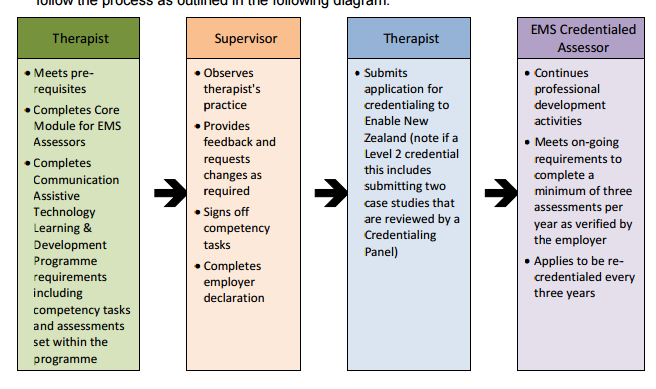 follow the process as outlined in the following diagram.
Therapist
• Meets pre-
requisites
• Completes Core
Module for EMS
Assessors
• Completes
Communication
Assistive
Technology
Learning &
Development
Programme
requirements
including
competency tasks
and assessments
set within the
programme
Supervisor
• Observes
therapist's
practice
• Provides
feedback and
requests
changes as
required
• Signs off
competency
tasks
• Completes
employer
declaration
Therapist
• Submits
application for
credentialing to
Enable New
Zealand (note if a
Level 2 credential
this includes
submitting two
case studies that
are reviewed by a
Credentialing
Panel)
EMS Credentialed
Assessor
• Continues
professional
development
activities
• Meets on-going
requirements to
complete a
minimum of three
assessments per
year as verified by
the employer
• Applies to be re-
credentialed every
three years